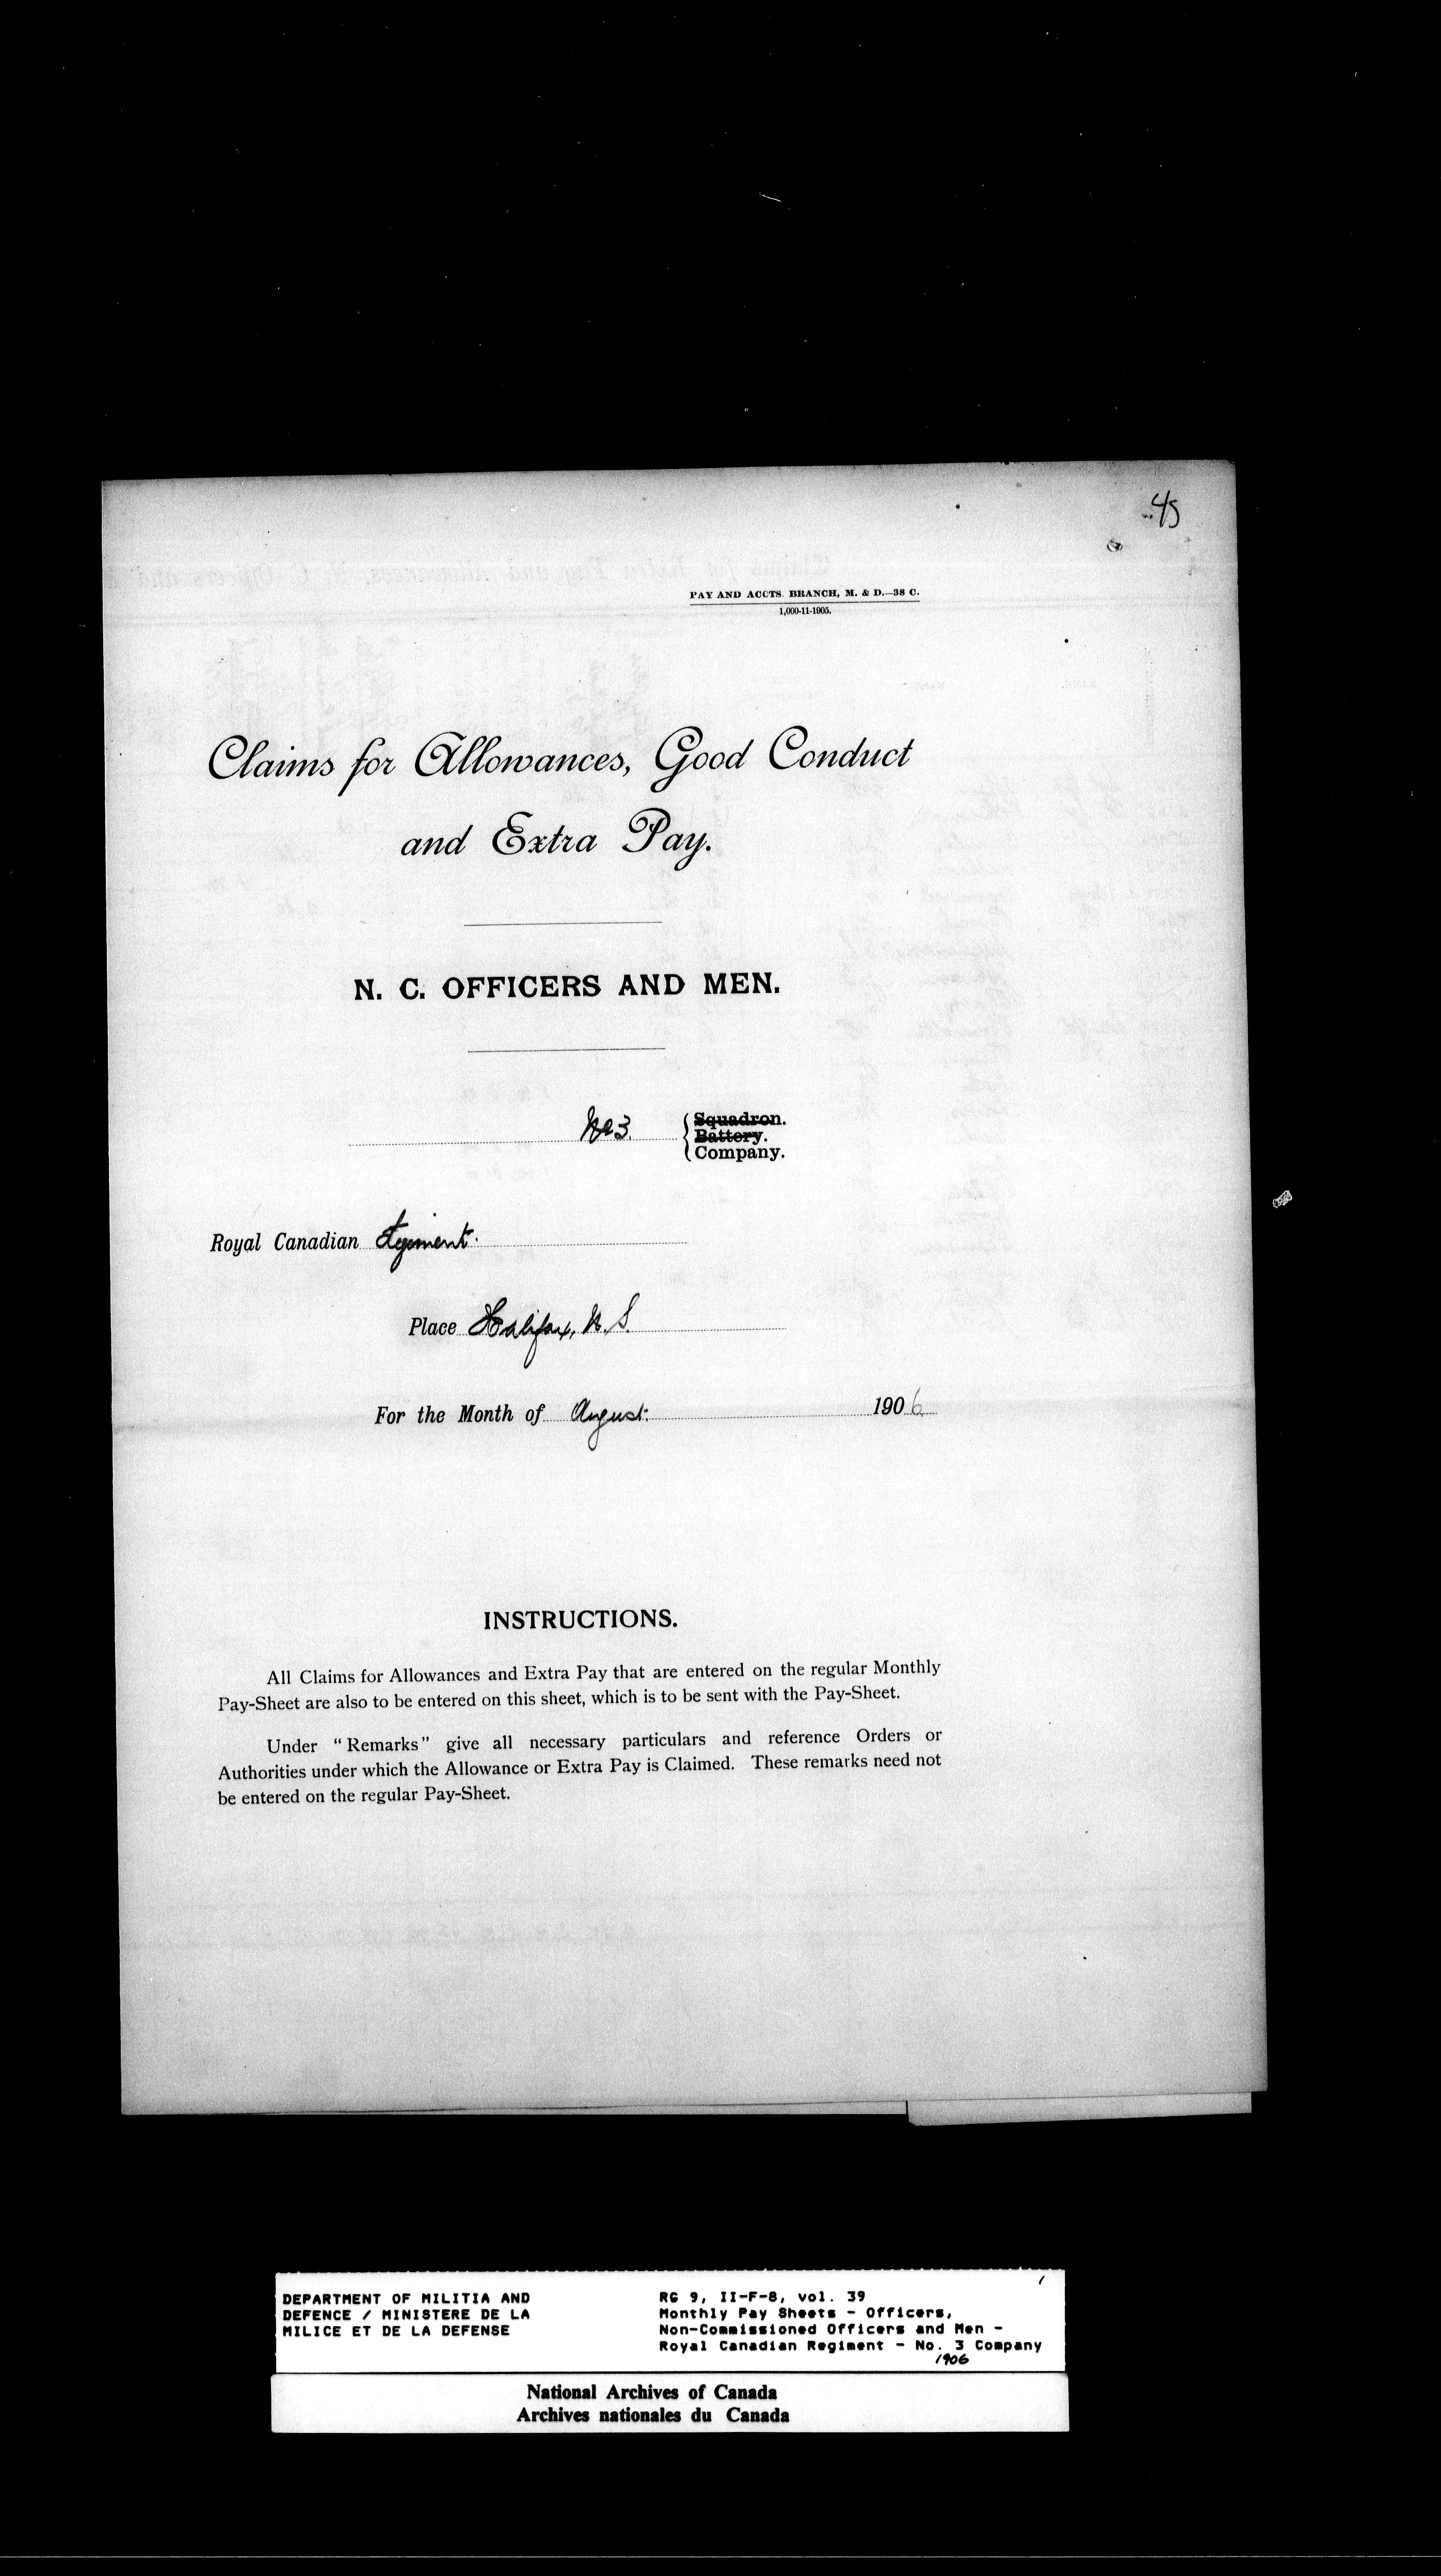 45
PAY AND ACCTS. BRANCH, M. & D.—38 C.
1,000-11-1905.
Claims for Allowances, Good Conduct
and Extra Pay.
N. C. OFFICERS AND MEN.
Squadron.
No 3. Battery.
Company.
Royal Canadian Regiment.
Place Halifax, N.S.
For the Month of August. 1906
INSTRUCTIONS.
All Claims for Allowances and Extra Pay that are entered on the regular Monthly
Pay-Sheet are also to be entered on this sheet, which is to be sent with the Pay-Sheet.
Under "Remarks" give all necessary particulars and reference Orders or
Authorities under which the Allowance or Extra Pay is Claimed. These remarks need not
be entered on the regular Pay-Sheet.
DEPARTMENT OF MILITIA AND
DEFENCE / MINISTERE DE LA
MILICE ET DE LA DEFENSE
RG 9, II-F-8, vol. 39
Monthly Pay Sheets - Officers,
Non-Commissioned Officers and Men -
Royal Canadian Regiment - No. 3 Company
1906
National Archives of Canada
Archives nationales du Canada